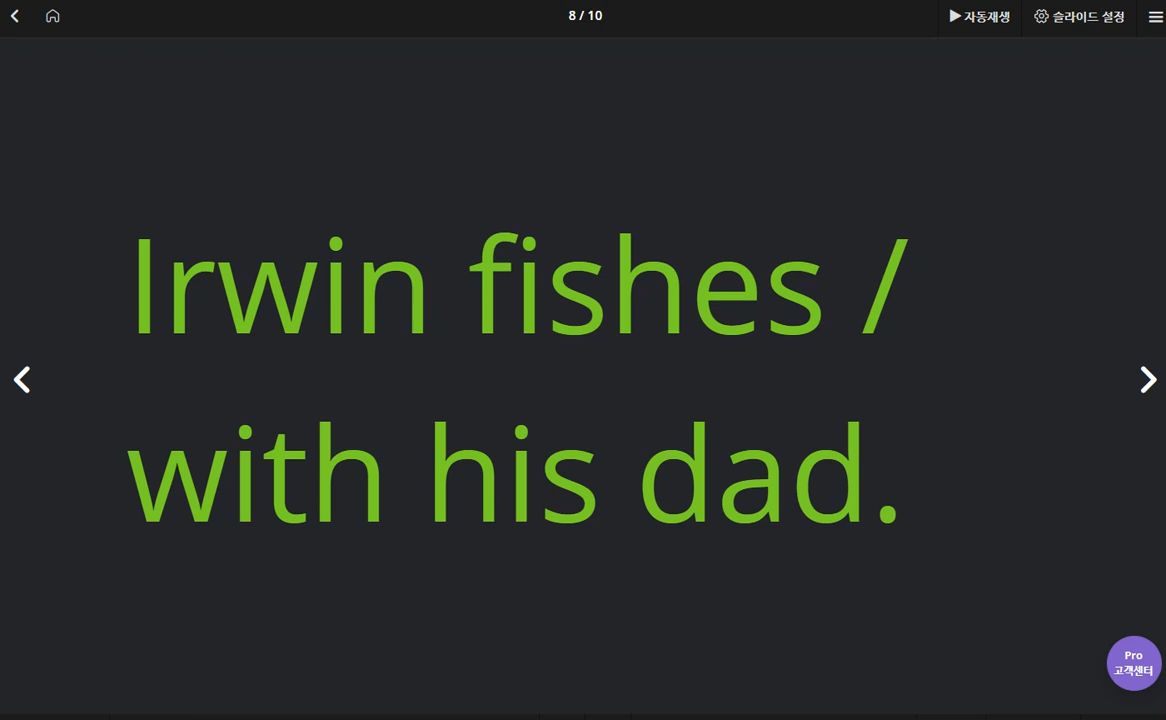 8 / 10
▶ 자동재생
슬라이드 설정
Irwin fishes /
with his dad.
Pro
고객센터